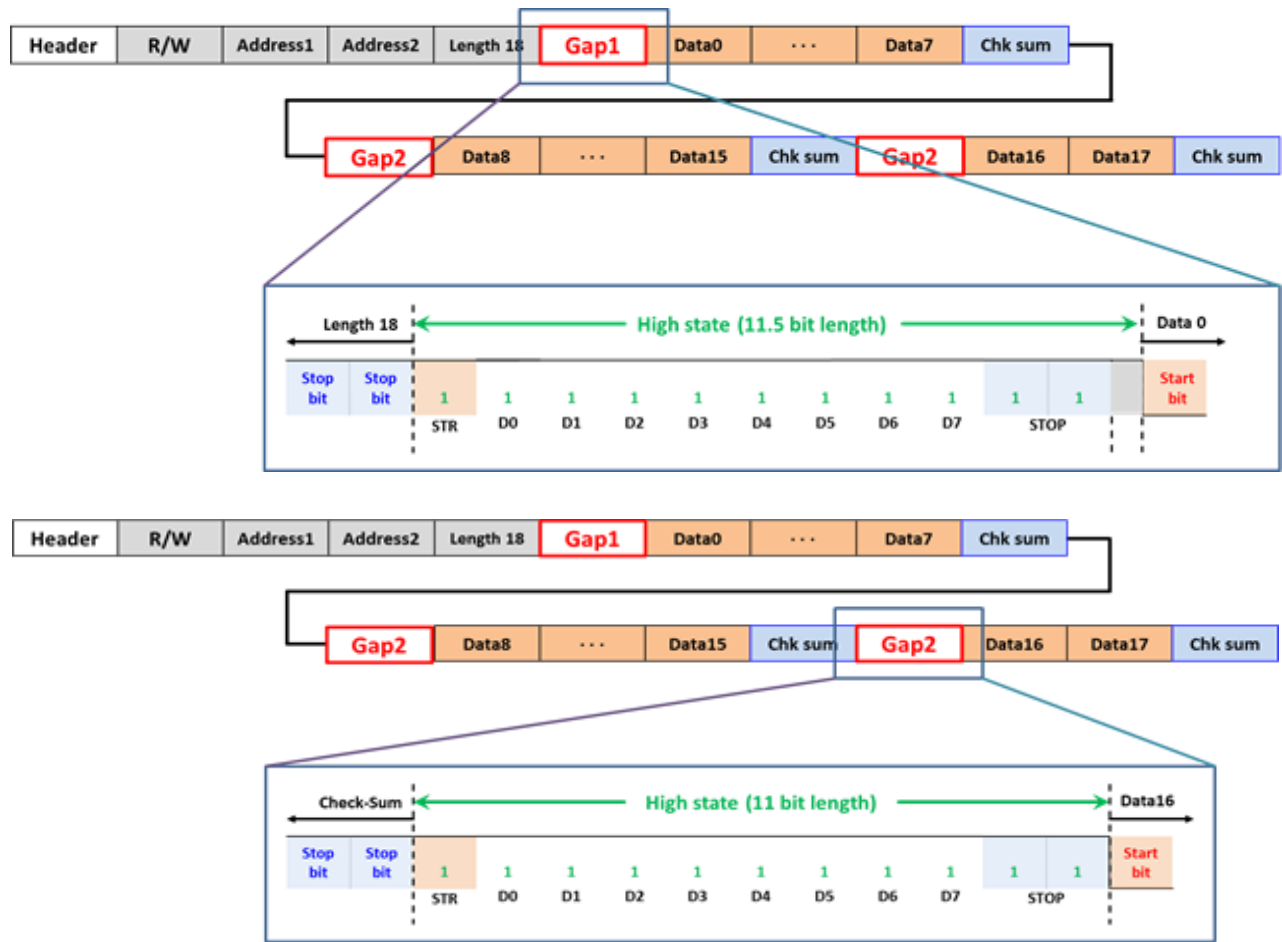 Header R/W Address1 Address2 Length 18 Gap1 Data0 ... Data7 Chk sum
Gap2 Data8 ... Data15 Chk sum Gap2 Data16 Data17 Chk sum
Length 18 High state (11.5 bit length) Data 0
Stop bit Stop bit 1 1 1 1 1 1 1 1 1 1 1 Start bit
STR D0 D1 D2 D3 D4 D5 D6 D7 STOP
Header R/W Address1 Address2 Length 18 Gap1 Data0 ... Data7 Chk sum
Gap2 Data8 ... Data15 Chk sum Gap2 Data16 Data17 Chk sum
Check-Sum High state (11 bit length) Data16
Stop bit Stop bit 1 1 1 1 1 1 1 1 1 1 1 Start bit
STR D0 D1 D2 D3 D4 D5 D6 D7 STOP